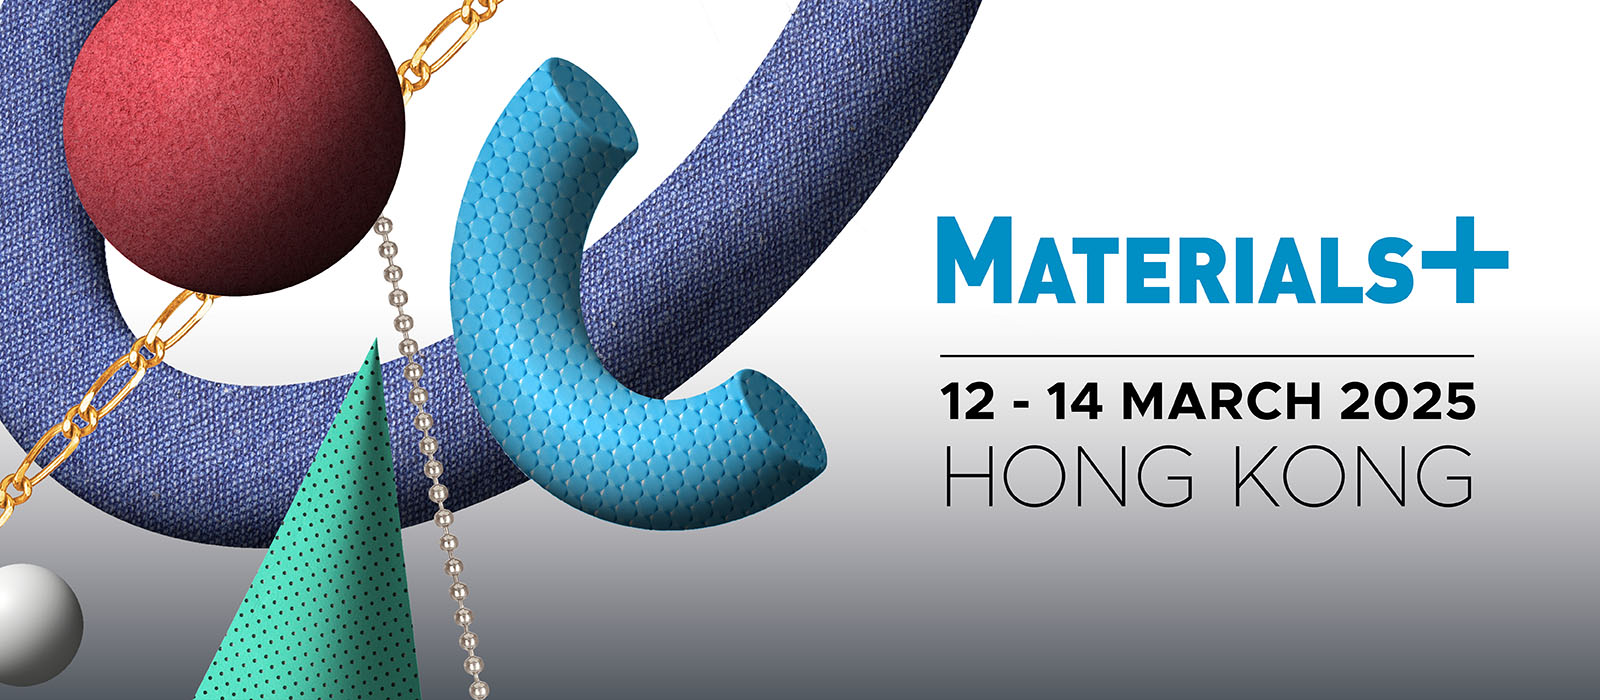 MATERIALS+
12 - 14 MARCH 2025
HONG KONG